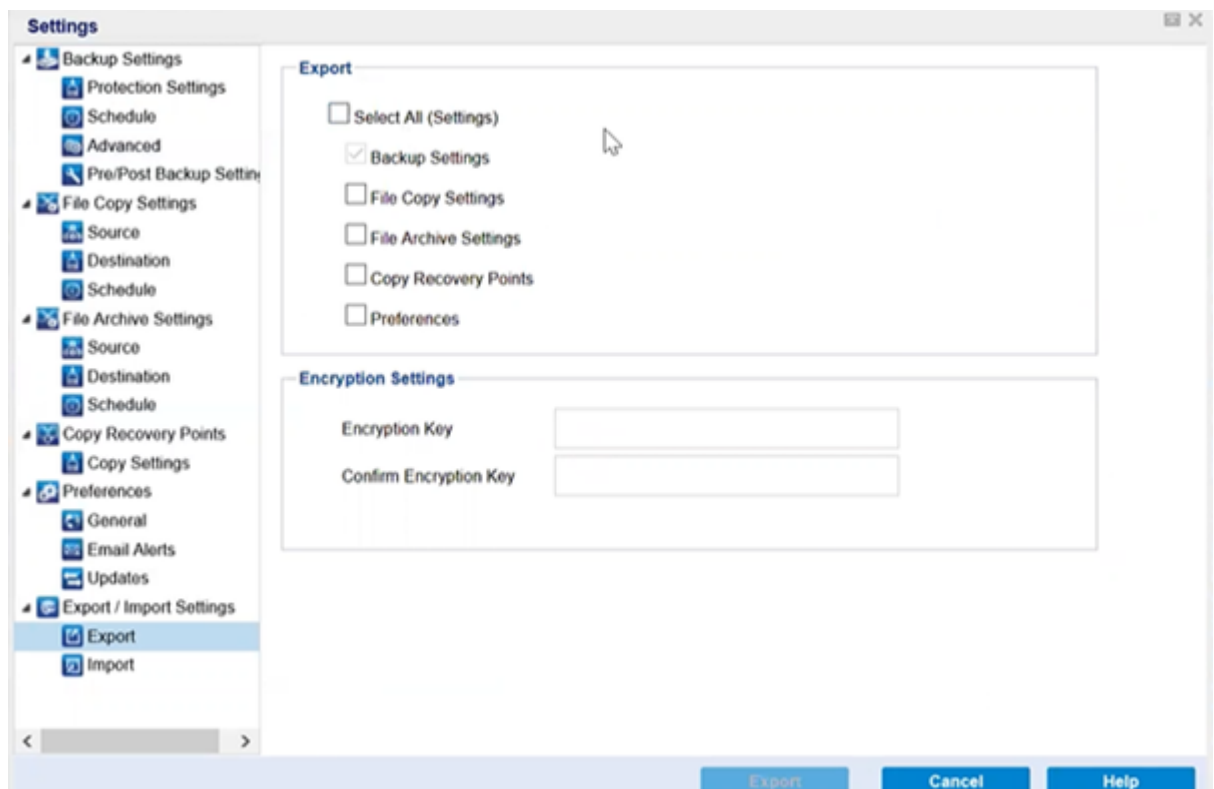 Settings
Backup Settings
Protection Settings
Schedule
Advanced
Pre/Post Backup Setting
File Copy Settings
Source
Destination
Schedule
File Archive Settings
Source
Destination
Schedule
Copy Recovery Points
Copy Settings
Preferences
General
Email Alerts
Updates
Export / Import Settings
Export
Import
Export
Select All (Settings)
Backup Settings
File Copy Settings
File Archive Settings
Copy Recovery Points
Preferences
Encryption Settings
Encryption Key
Confirm Encryption Key
Export Cancel Help